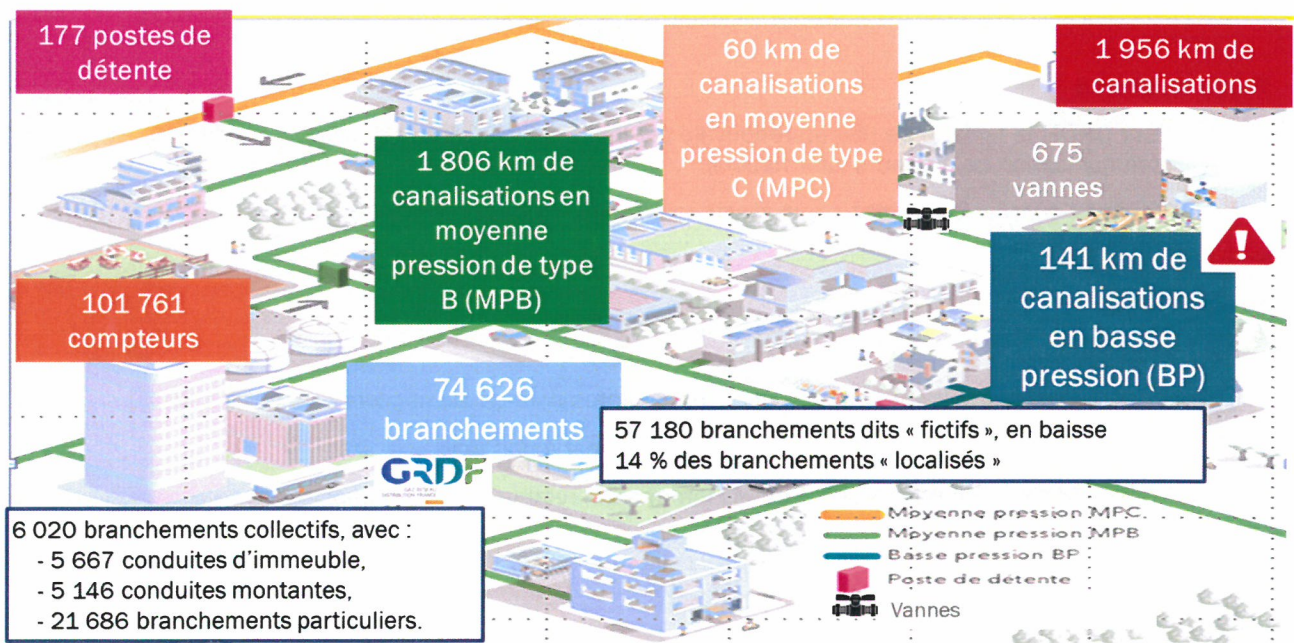 177 postes de
détente
60 km de
canalisations
en moyenne
pression de type
C (MPC)
1 956 km de
canalisations
1 806 km de
canalisations en
moyenne
pression de type
B (MPB)
675
vannes
141 km de
canalisations
en basse
pression (BP)
101 761
compteurs
74 626
branchements
57 180 branchements dits « fictifs », en baisse
14 % des branchements « localisés »
GRDF
GAZ RÉSEAU
DISTRIBUTION FRANCE
6 020 branchements collectifs, avec :
- 5 667 conduites d'immeuble,
- 5 146 conduites montantes,
- 21 686 branchements particuliers.
Moyenne pression MPC
Moyenne pression MPB
Basse pression BP
Poste de détente
Vannes